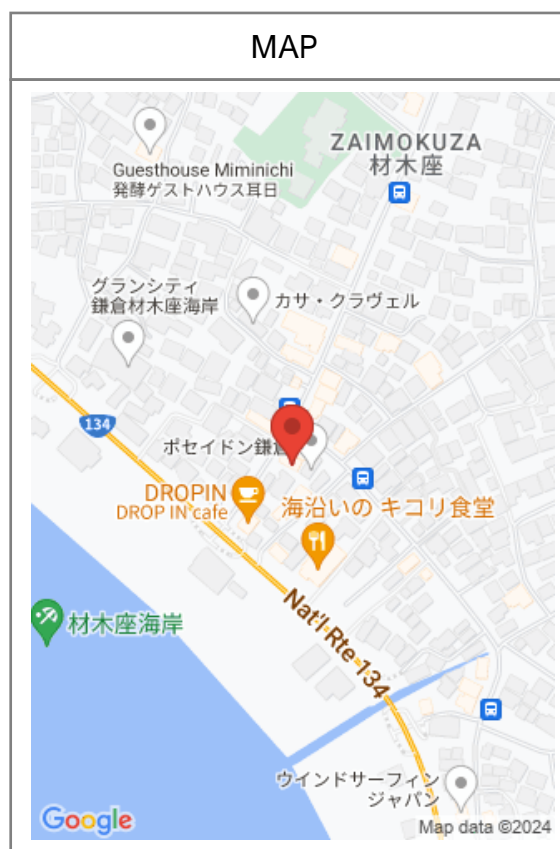 MAP
ZAIMOKUZA
材木座
Guesthouse Miminichi
発酵ゲストハウス耳日
グランシティ
鎌倉材木座海岸
カサ・クラヴェル
134
ポセイドン鎌倉
DROPIN
DROP IN cafe
海沿いの キコリ食堂
Nat'l Rte 134
材木座海岸
ウインドサーフィン
ジャパン
Google
Map data ©2024